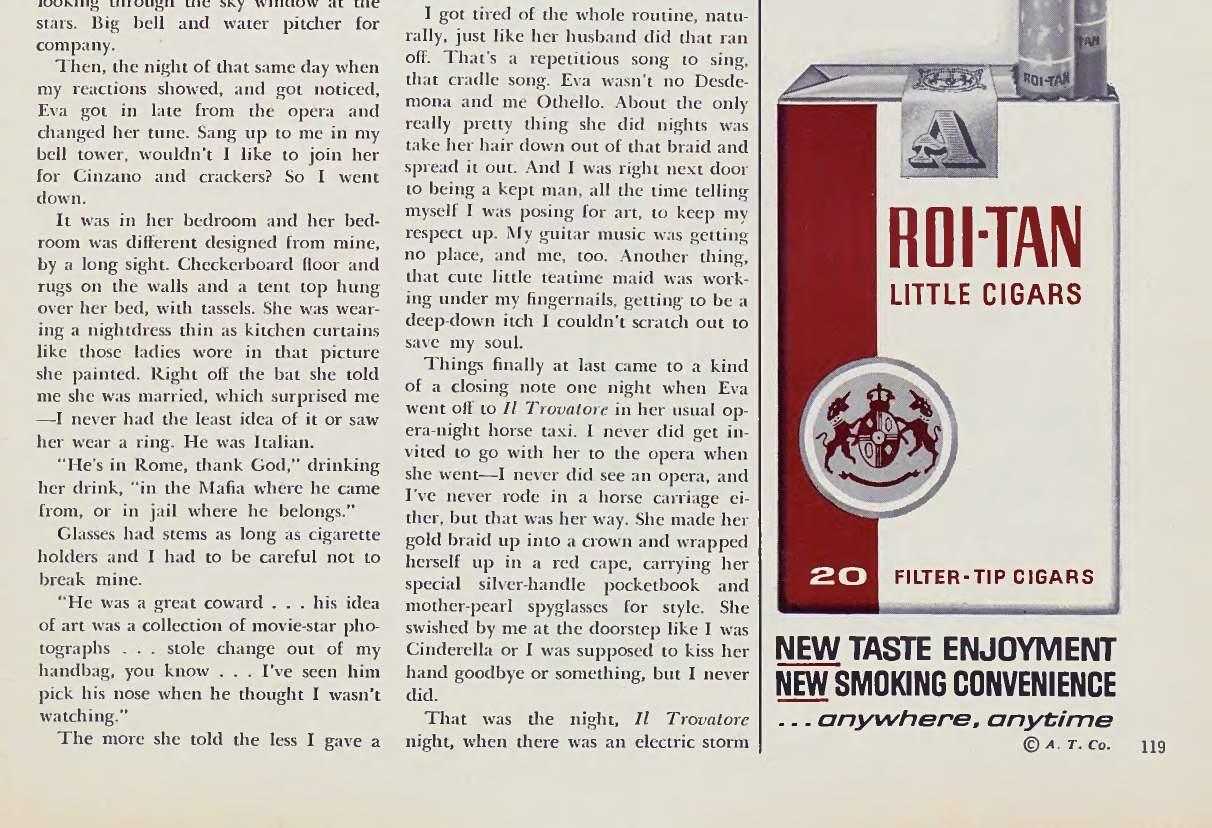 looking through the sky window at the
stars. Big bell and water pitcher for
company.
Then, the night of that same day when
my reactions showed, and got noticed,
Eva got in late from the opera and
changed her tune. Sang up to me in my
bell tower, wouldn't I like to join her
for Cinzano and crackers? So I went
down.
It was in her bedroom and her bed-
room was different designed from mine,
by a long sight. Checkerboard floor and
rugs on the walls and a tent top hung
over her bed, with tassels. She was wear-
ing a nightdress thin as kitchen curtains
like those ladies wore in that picture
she painted. Right off the bat she told
me she was married, which surprised me
—I never had the least idea of it or saw
her wear a ring. He was Italian.
"He's in Rome, thank God," drinking
her drink, "in the Mafia where he came
from, or in jail where he belongs."
Glasses had stems as long as cigarette
holders and I had to be careful not to
break mine.
"He was a great coward . . . his idea
of art was a collection of movie-star pho-
tographs . . . stole change out of my
handbag, you know . . . I've seen him
pick his nose when he thought I wasn't
watching."
The more she told the less I gave a
I got tired of the whole routine, natu-
rally, just like her husband did that ran
off. That's a repetitious song to sing,
that cradle song. Eva wasn't no Desde-
mona and me Othello. About the only
really pretty thing she did nights was
take her hair down out of that braid and
spread it out. And I was right next door
to being a kept man, all the time telling
myself I was posing for art, to keep my
respect up. My guitar music was getting
no place, and me, too. Another thing,
that cute little teatime maid was work-
ing under my fingernails, getting to be a
deep-down itch I couldn't scratch out to
save my soul.
Things finally at last came to a kind
of a closing note one night when Eva
went off to Il Trovatore in her usual op-
era-night horse taxi. I never did get in-
vited to go with her to the opera when
she went—I never did see an opera, and
I've never rode in a horse carriage ei-
ther, but that was her way. She made her
gold braid up into a crown and wrapped
herself up in a red cape, carrying her
special silver-handle pocketbook and
mother-pearl spyglasses for style. She
swished by me at the doorstep like I was
Cinderella or I was supposed to kiss her
hand goodbye or something, but I never
did.
That was the night, Il Trovatore
night, when there was an electric storm
ROI-TAN
TAN
A
ROI-TAN
LITTLE CIGARS
20 FILTER-TIP CIGARS
NEW TASTE ENJOYMENT
NEW SMOKING CONVENIENCE
...anywhere, anytime
© A. T. Co.
119